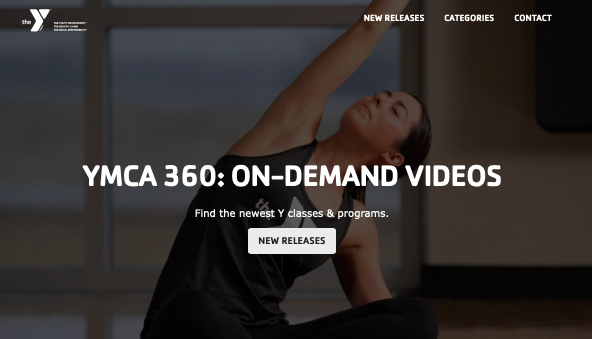 the
FOR YOUTH DEVELOPMENT®
FOR HEALTHY LIVING
FOR SOCIAL RESPONSIBILITY
NEW RELEASES
CATEGORIES
CONTACT
YMCA 360: ON-DEMAND VIDEOS
Find the newest Y classes & programs.
NEW RELEASES